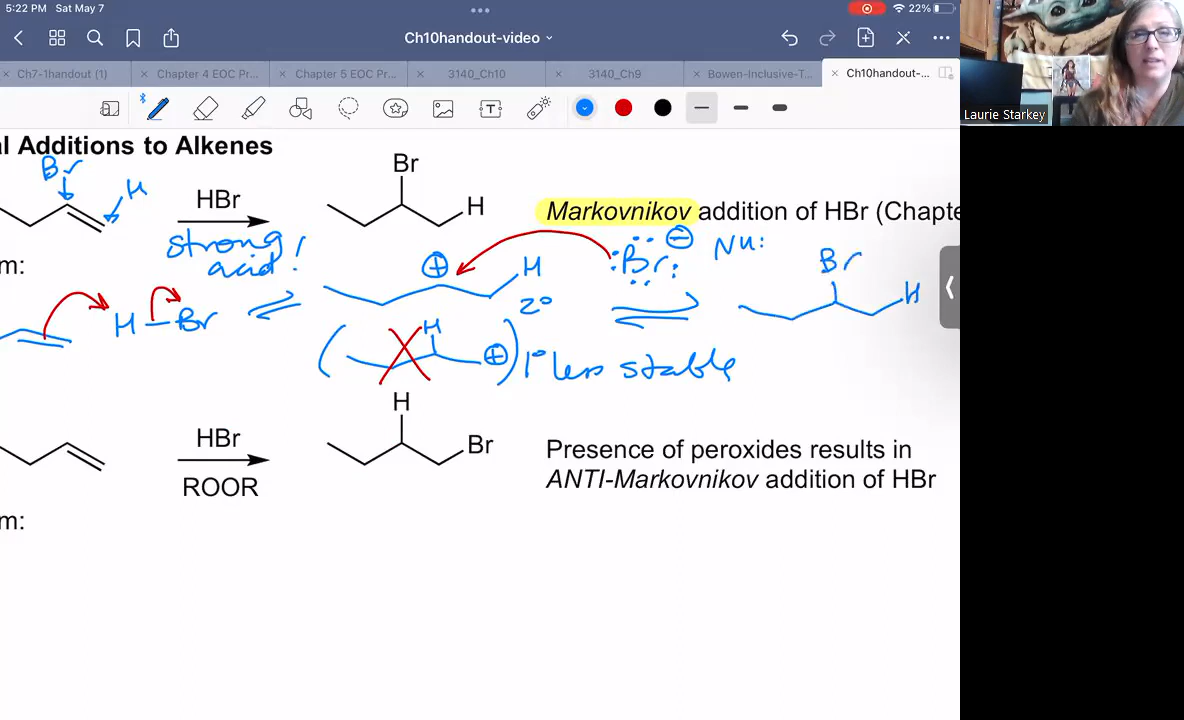 5:22 PM Sat May 7
22%
Ch10handout-video
Ch7-1handout (1)
Chapter 4 EOC Pr...
Chapter 5 EOC Pr...
3140_Ch10
3140_Ch9
Bowen-Inclusive-T...
Ch10handout-...
Laurie Starkey
l Additions to Alkenes
Br
H
HBr
strong acid!
Br
H
Markovnikov addition of HBr (Chapte
m:
H-Br
⊕
H
2°
:Br: ⊖ Nu:
Br
H
(H ⊕) 1° less stable
HBr
ROOR
H
Br
Presence of peroxides results in
ANTI-Markovnikov addition of HBr
m: